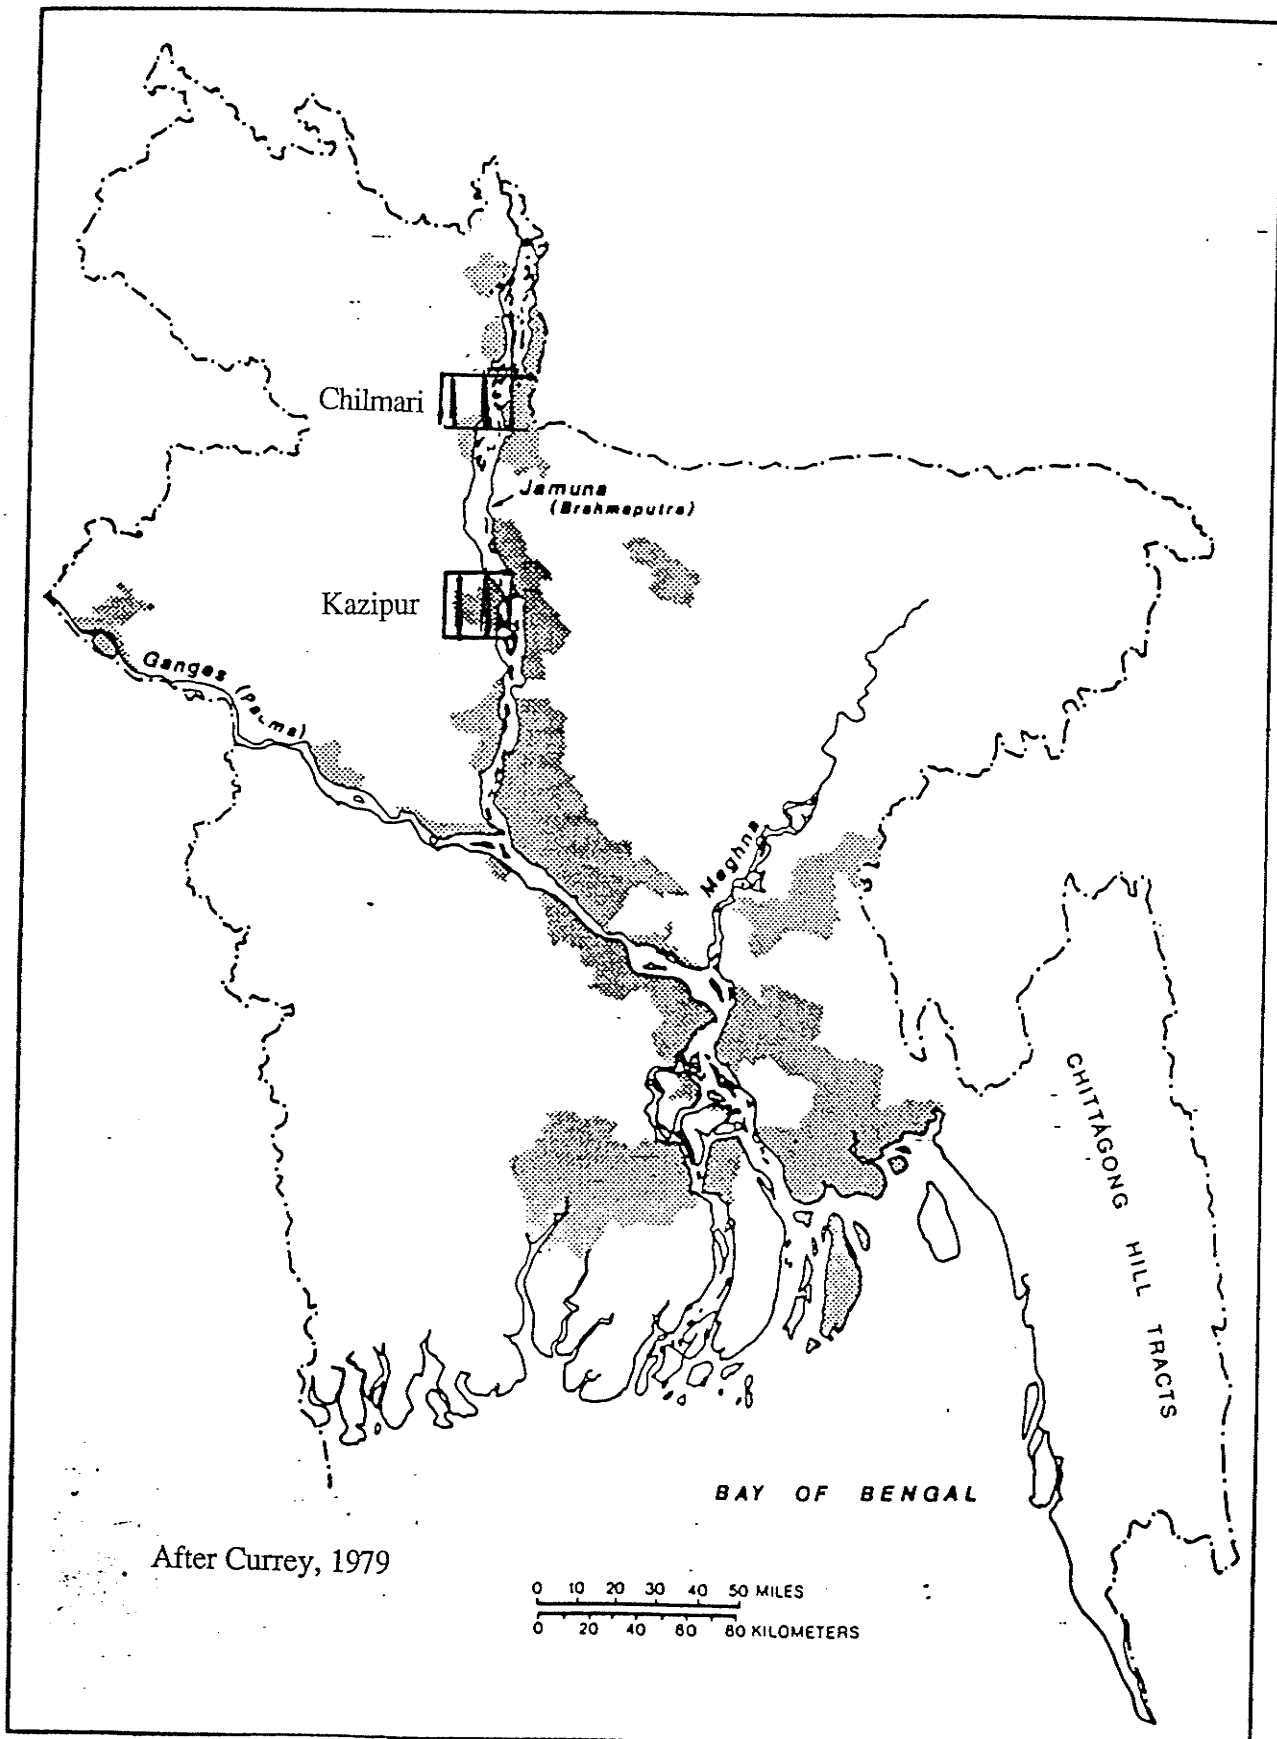 Chilmari
Jamuna
(Brahmaputra)
Kazipur
Ganges (Padma)
Meghna
CHITTAGONG HILL TRACTS
BAY OF BENGAL
After Currey, 1979
0 10 20 30 40 50 MILES
0 20 40 60 80 KILOMETERS